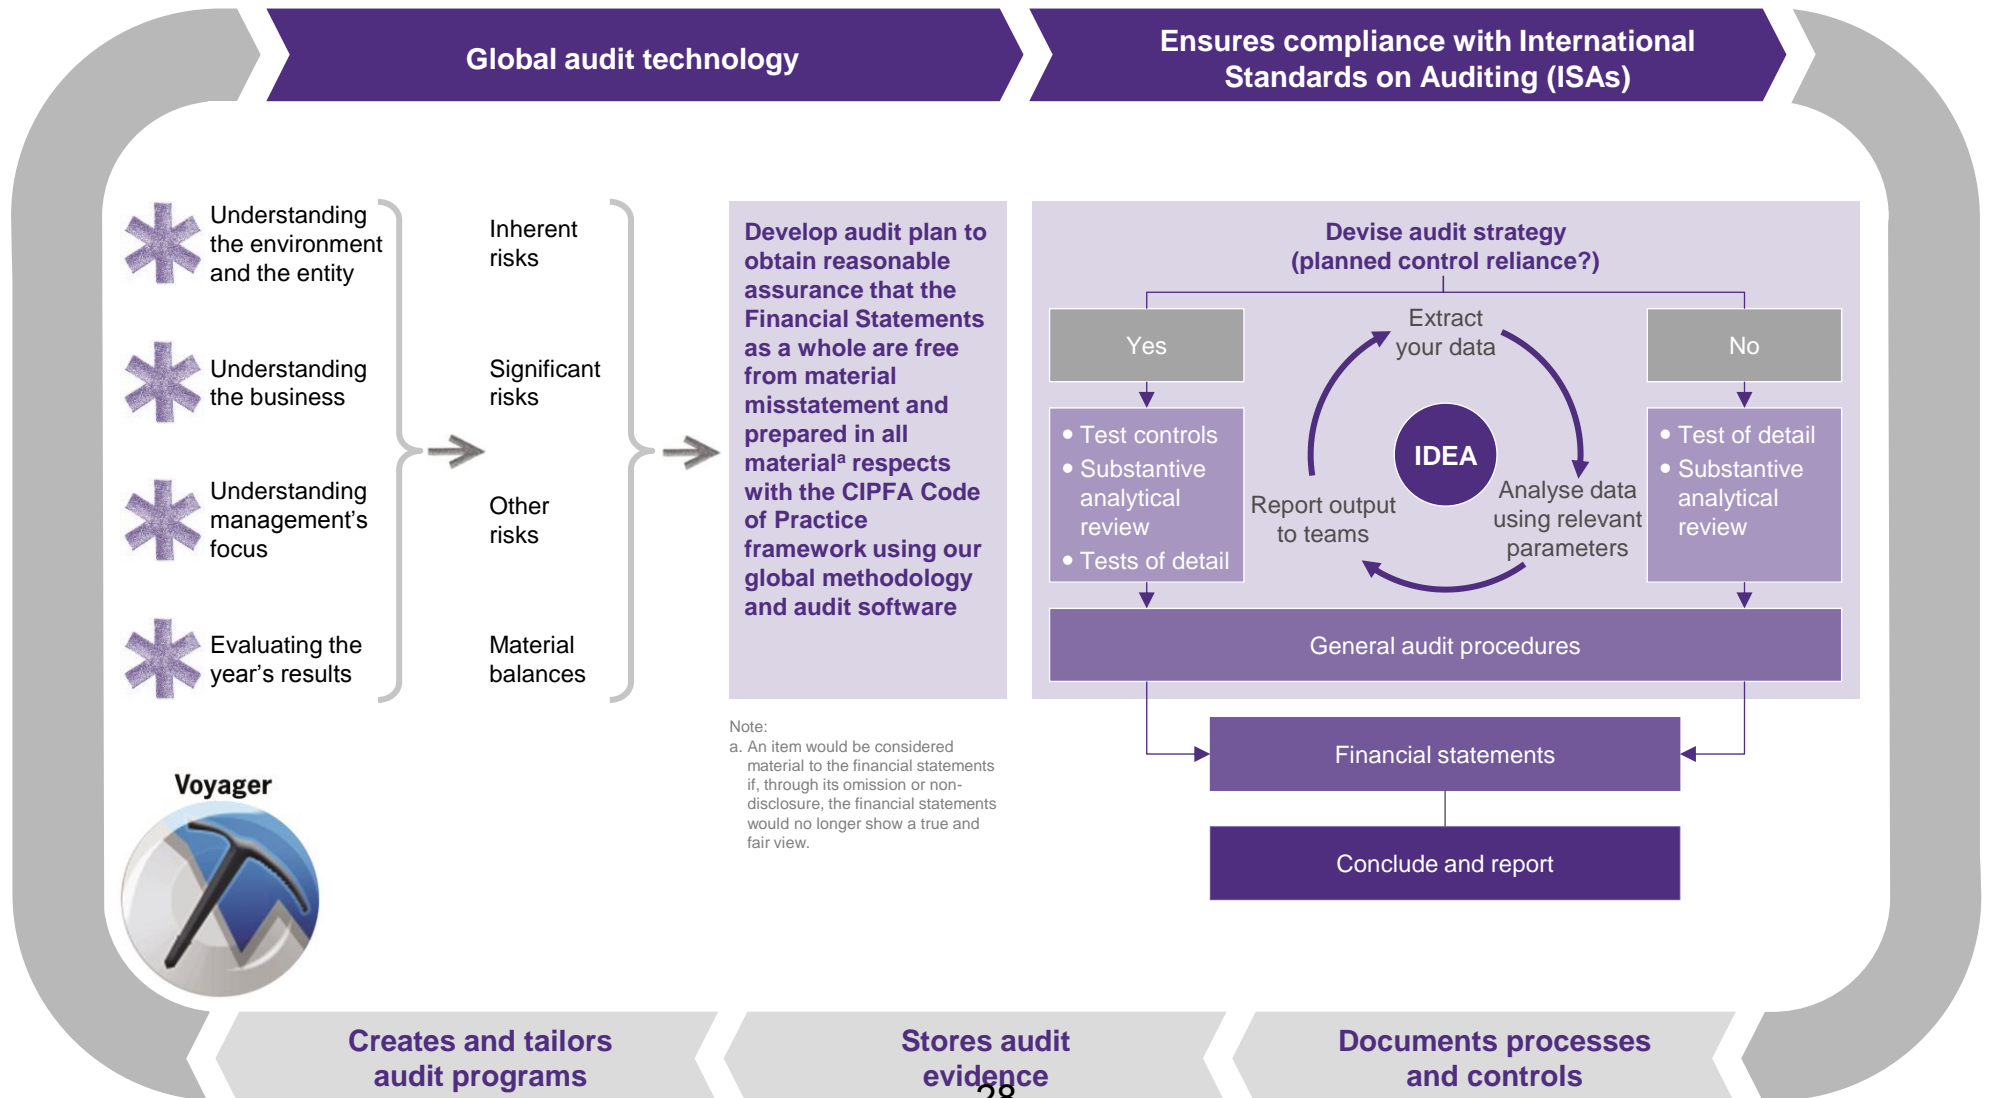 Global audit technology
Ensures compliance with International
Standards on Auditing (ISAs)
Understanding
the environment
and the entity
Understanding
the business
Understanding
management’s
focus
Evaluating the
year’s results
Inherent
risks
Significant
risks
Other
risks
Material
balances
Develop audit plan to
obtain reasonable
assurance that the
Financial Statements
as a whole are free
from material
misstatement and
prepared in all
materialᵃ respects
with the CIPFA Code
of Practice
framework using our
global methodology
and audit software
Note:
a. An item would be considered
material to the financial statements
if, through its omission or non-
disclosure, the financial statements
would no longer show a true and
fair view.
Devise audit strategy
(planned control reliance?)
Yes
• Test controls
• Substantive
analytical
review
• Tests of detail
Extract
your data
IDEA
Analyse data
using relevant
parameters
Report output
to teams
No
• Test of detail
• Substantive
analytical
review
General audit procedures
Financial statements
Conclude and report
Voyager
Creates and tailors
audit programs
Stores audit
evidence
Documents processes
and controls
28